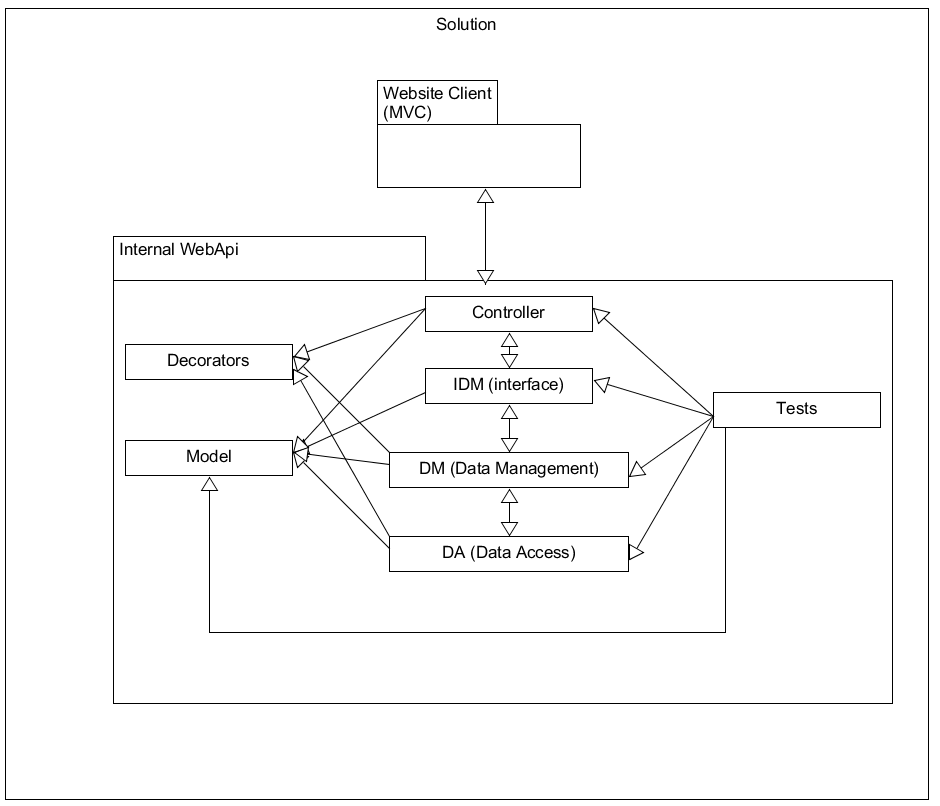 Solution
Website Client
(MVC)
Internal WebApi
Controller
Decorators
IDM (interface)
Tests
Model
DM (Data Management)
DA (Data Access)